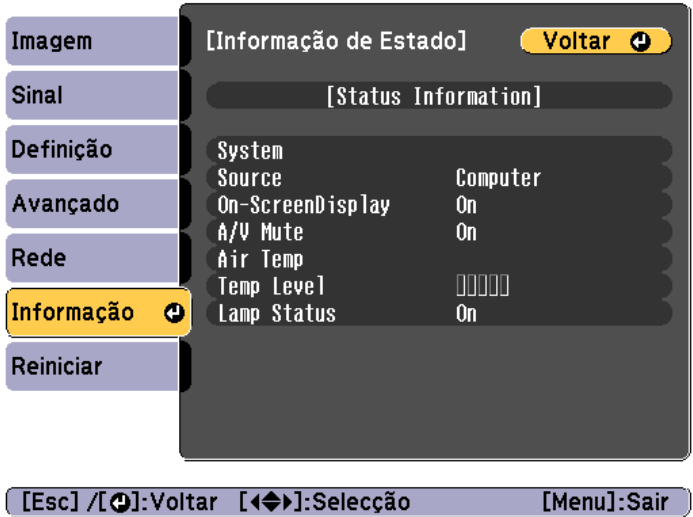 Imagem
Sinal
Definição
Avançado
Rede
Informação
Reiniciar
[Informação de Estado] Voltar
[Status Information]
System
Source Computer
On-ScreenDisplay On
A/V Mute On
Air Temp
Temp Level
Lamp Status On
[Esc] /[ ]:Voltar [ ]:Selecção [Menu]:Sair